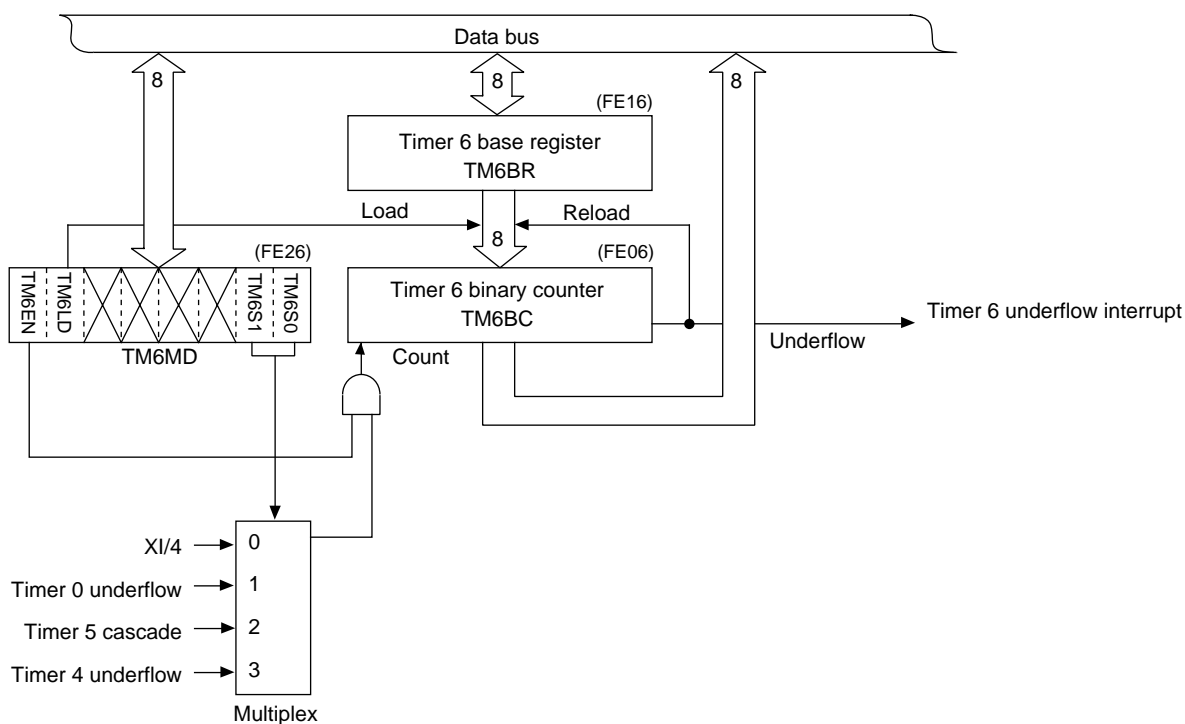 Data bus
8
8
8
(FE16)
Timer 6 base register
TM6BR
Load
Reload
8
(FE26)
(FE06)
TM6EN
TM6LD
TM6S1
TM6S0
Timer 6 binary counter
TM6BC
Timer 6 underflow interrupt
TM6MD
Count
Underflow
XI/4
0
Timer 0 underflow
1
Timer 5 cascade
2
Timer 4 underflow
3
Multiplex